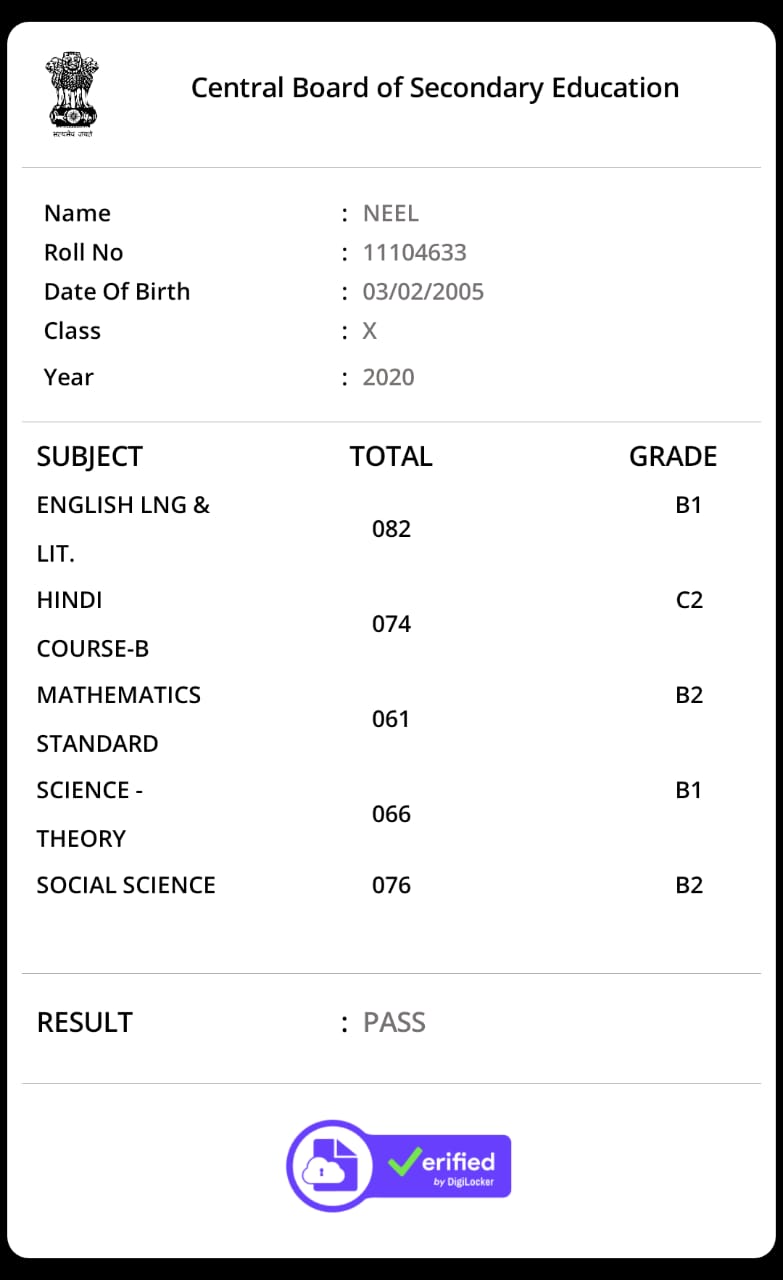 सत्यमेव जयते
Central Board of Secondary Education
Name : NEEL
Roll No : 11104633
Date Of Birth : 03/02/2005
Class : X
Year : 2020
SUBJECT TOTAL GRADE
ENGLISH LNG & LIT. 082 B1
HINDI COURSE-B 074 C2
MATHEMATICS STANDARD 061 B2
SCIENCE - THEORY 066 B1
SOCIAL SCIENCE 076 B2
RESULT : PASS
Verified
by DigiLocker